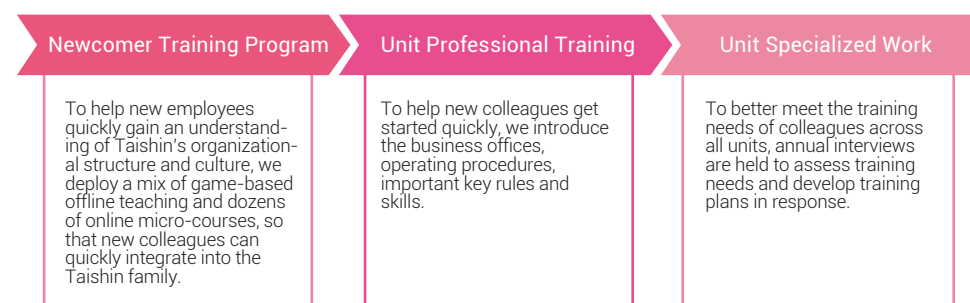 Newcomer Training Program
To help new employees
quickly gain an understand-
ing of Taishin's organization-
al structure and culture, we
deploy a mix of game-based
offline teaching and dozens
of online micro-courses, so
that new colleagues can
quickly integrate into the
Taishin family.
Unit Professional Training
To help new colleagues get
started quickly, we introduce
the business offices,
operating procedures,
important key rules and
skills.
Unit Specialized Work
To better meet the training
needs of colleagues across
all units, annual interviews
are held to assess training
needs and develop training
plans in response.